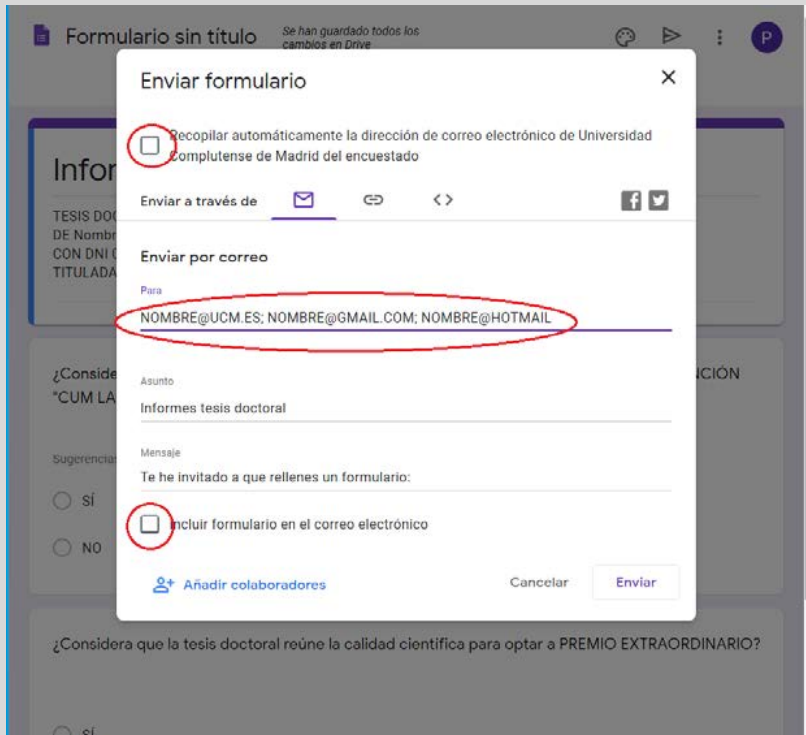 Formulario sin título
Se han guardado todos los
cambios en Drive
P
Enviar formulario
Recopilar automáticamente la dirección de correo electrónico de Universidad
Complutense de Madrid del encuestado
Infor
Enviar a través de
TESIS DOC
DE Nombr
CON DNI
TITULADA
Enviar por correo
Para
NOMBRE@UCM.ES; NOMBRE@GMAIL.COM; NOMBRE@HOTMAIL
¿Conside
NCIÓN
"CUM LA
Asunto
Informes tesis doctoral
Sugerencias
Mensaje
Te he invitado a que rellenes un formulario:
SÍ
Incluir formulario en el correo electrónico
NO
Añadir colaboradores
Cancelar
Enviar
¿Considera que la tesis doctoral reúne la calidad científica para optar a PREMIO EXTRAORDINARIO?
SÍ